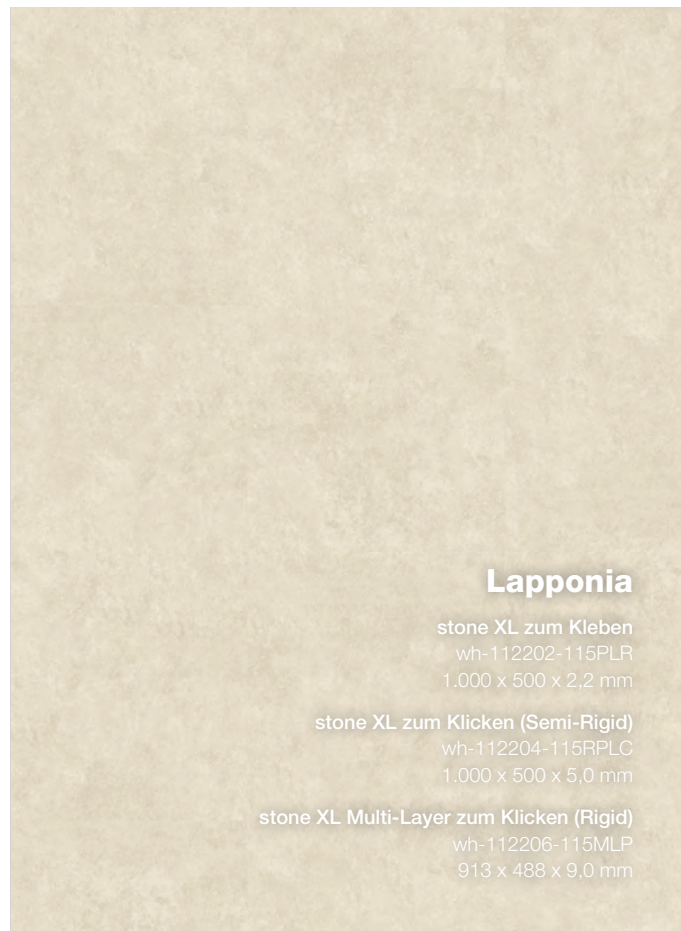 Lapponia
stone XL zum Kleben
wh-112202-115PLR
1.000 x 500 x 2,2 mm
stone XL zum Klicken (Semi-Rigid)
wh-112204-115RPLC
1.000 x 500 x 5,0 mm
stone XL Multi-Layer zum Klicken (Rigid)
wh-112206-115MLP
913 x 488 x 9,0 mm